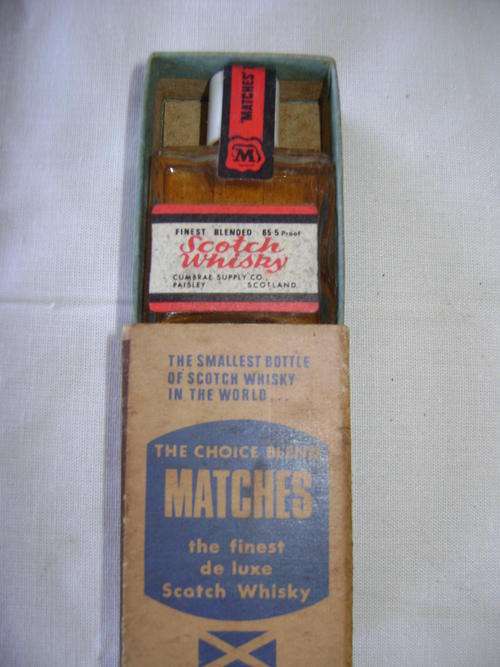 MATCHES
M
FINEST BLENDED 65 5 Proof
Scotch
Whisky
CUMBRAE SUPPLY CO.
PAISLEY SCOTLAND
THE SMALLEST BOTTLE
OF SCOTCH WHISKY
IN THE WORLD...
THE CHOICE BLEND
MATCHES
the finest
de luxe
Scotch Whisky